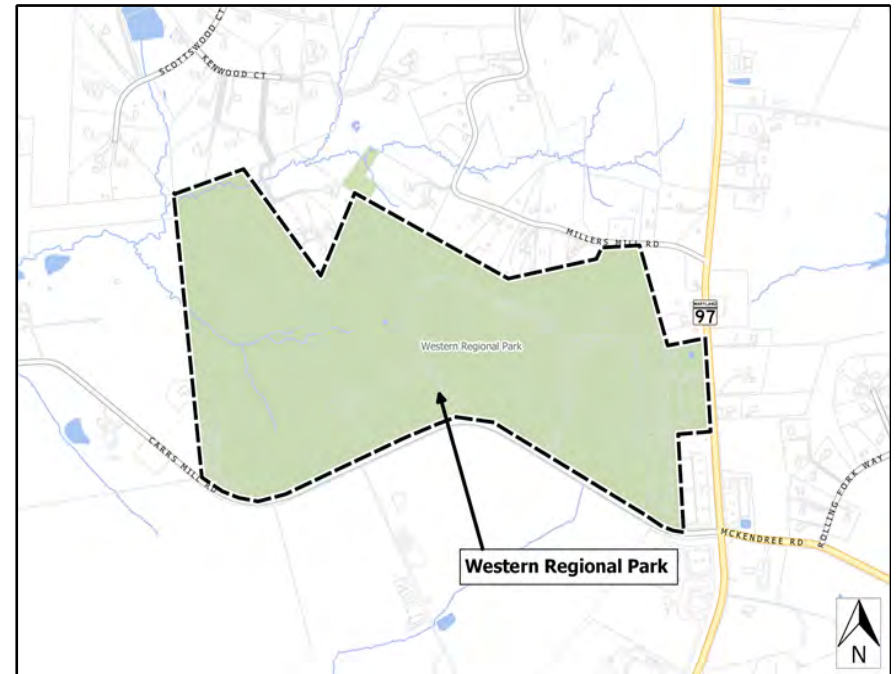 SCOTTSWOOD CT
KENWOOD CT
MILLERS MILL RD
MARYLAND
97
Western Regional Park
CARRS MILL RD
ROLLING FORK WAY
MCKENDREE RD
Western Regional Park
N